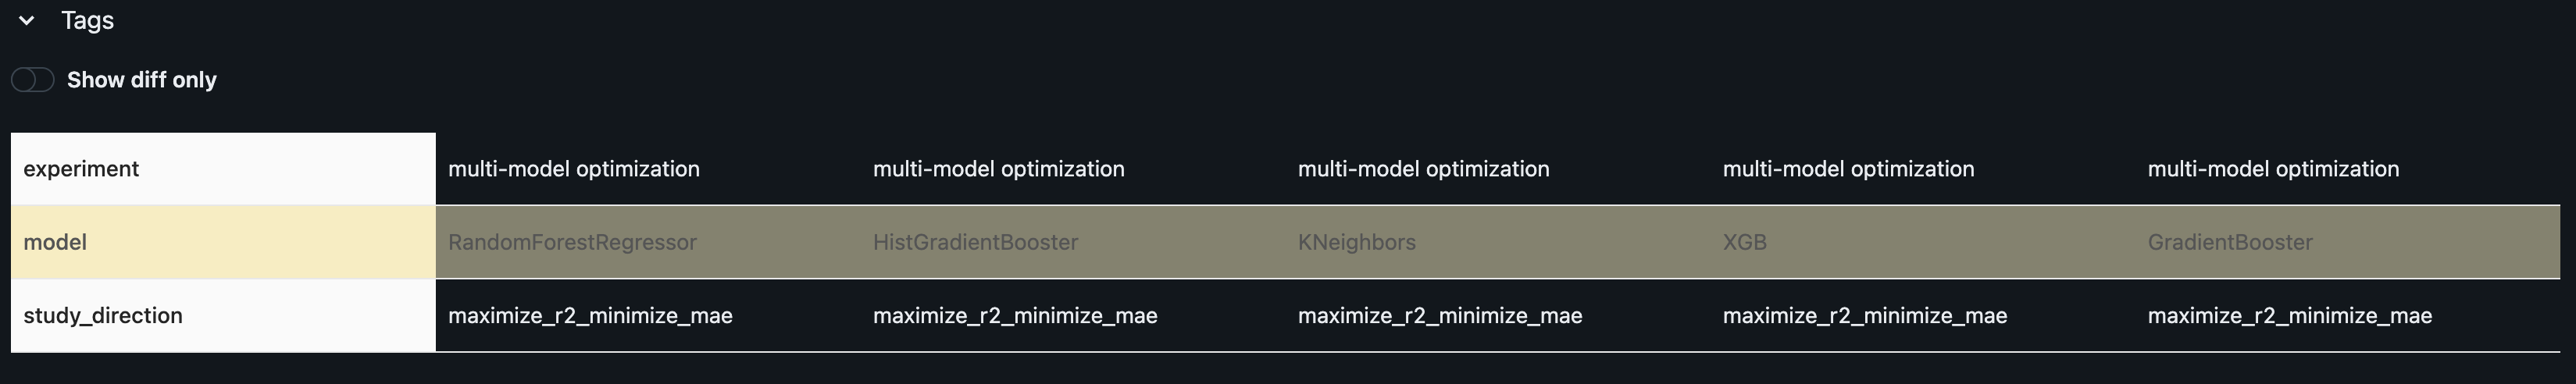 Tags
Show diff only
experiment multi-model optimization multi-model optimization multi-model optimization multi-model optimization multi-model optimization
model RandomForestRegressor HistGradientBooster KNeighbors XGB GradientBooster
study_direction maximize_r2_minimize_mae maximize_r2_minimize_mae maximize_r2_minimize_mae maximize_r2_minimize_mae maximize_r2_minimize_mae